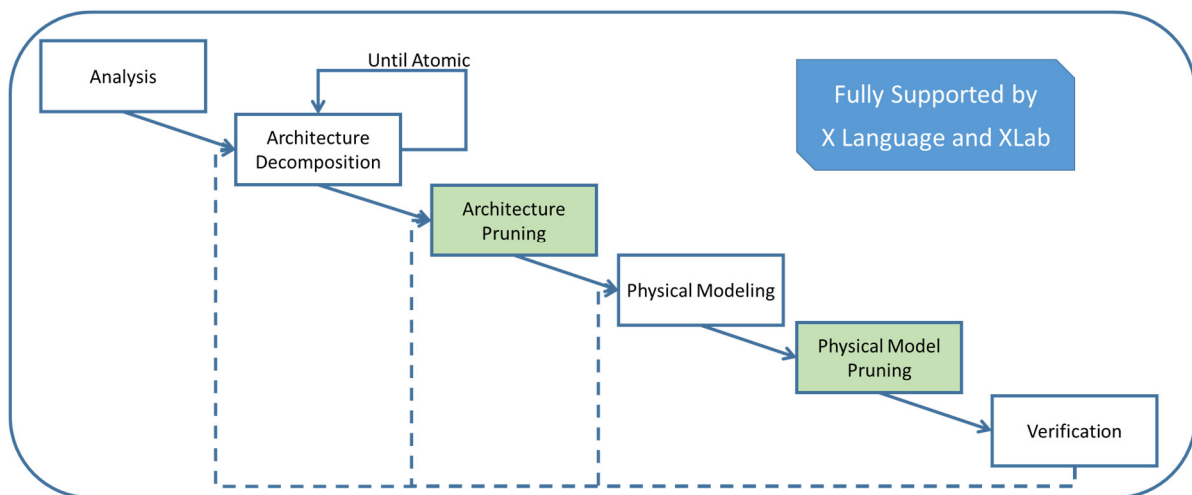 Analysis
Until Atomic
Architecture
Decomposition
Fully Supported by
X Language and XLab
Architecture
Pruning
Physical Modeling
Physical Model
Pruning
Verification